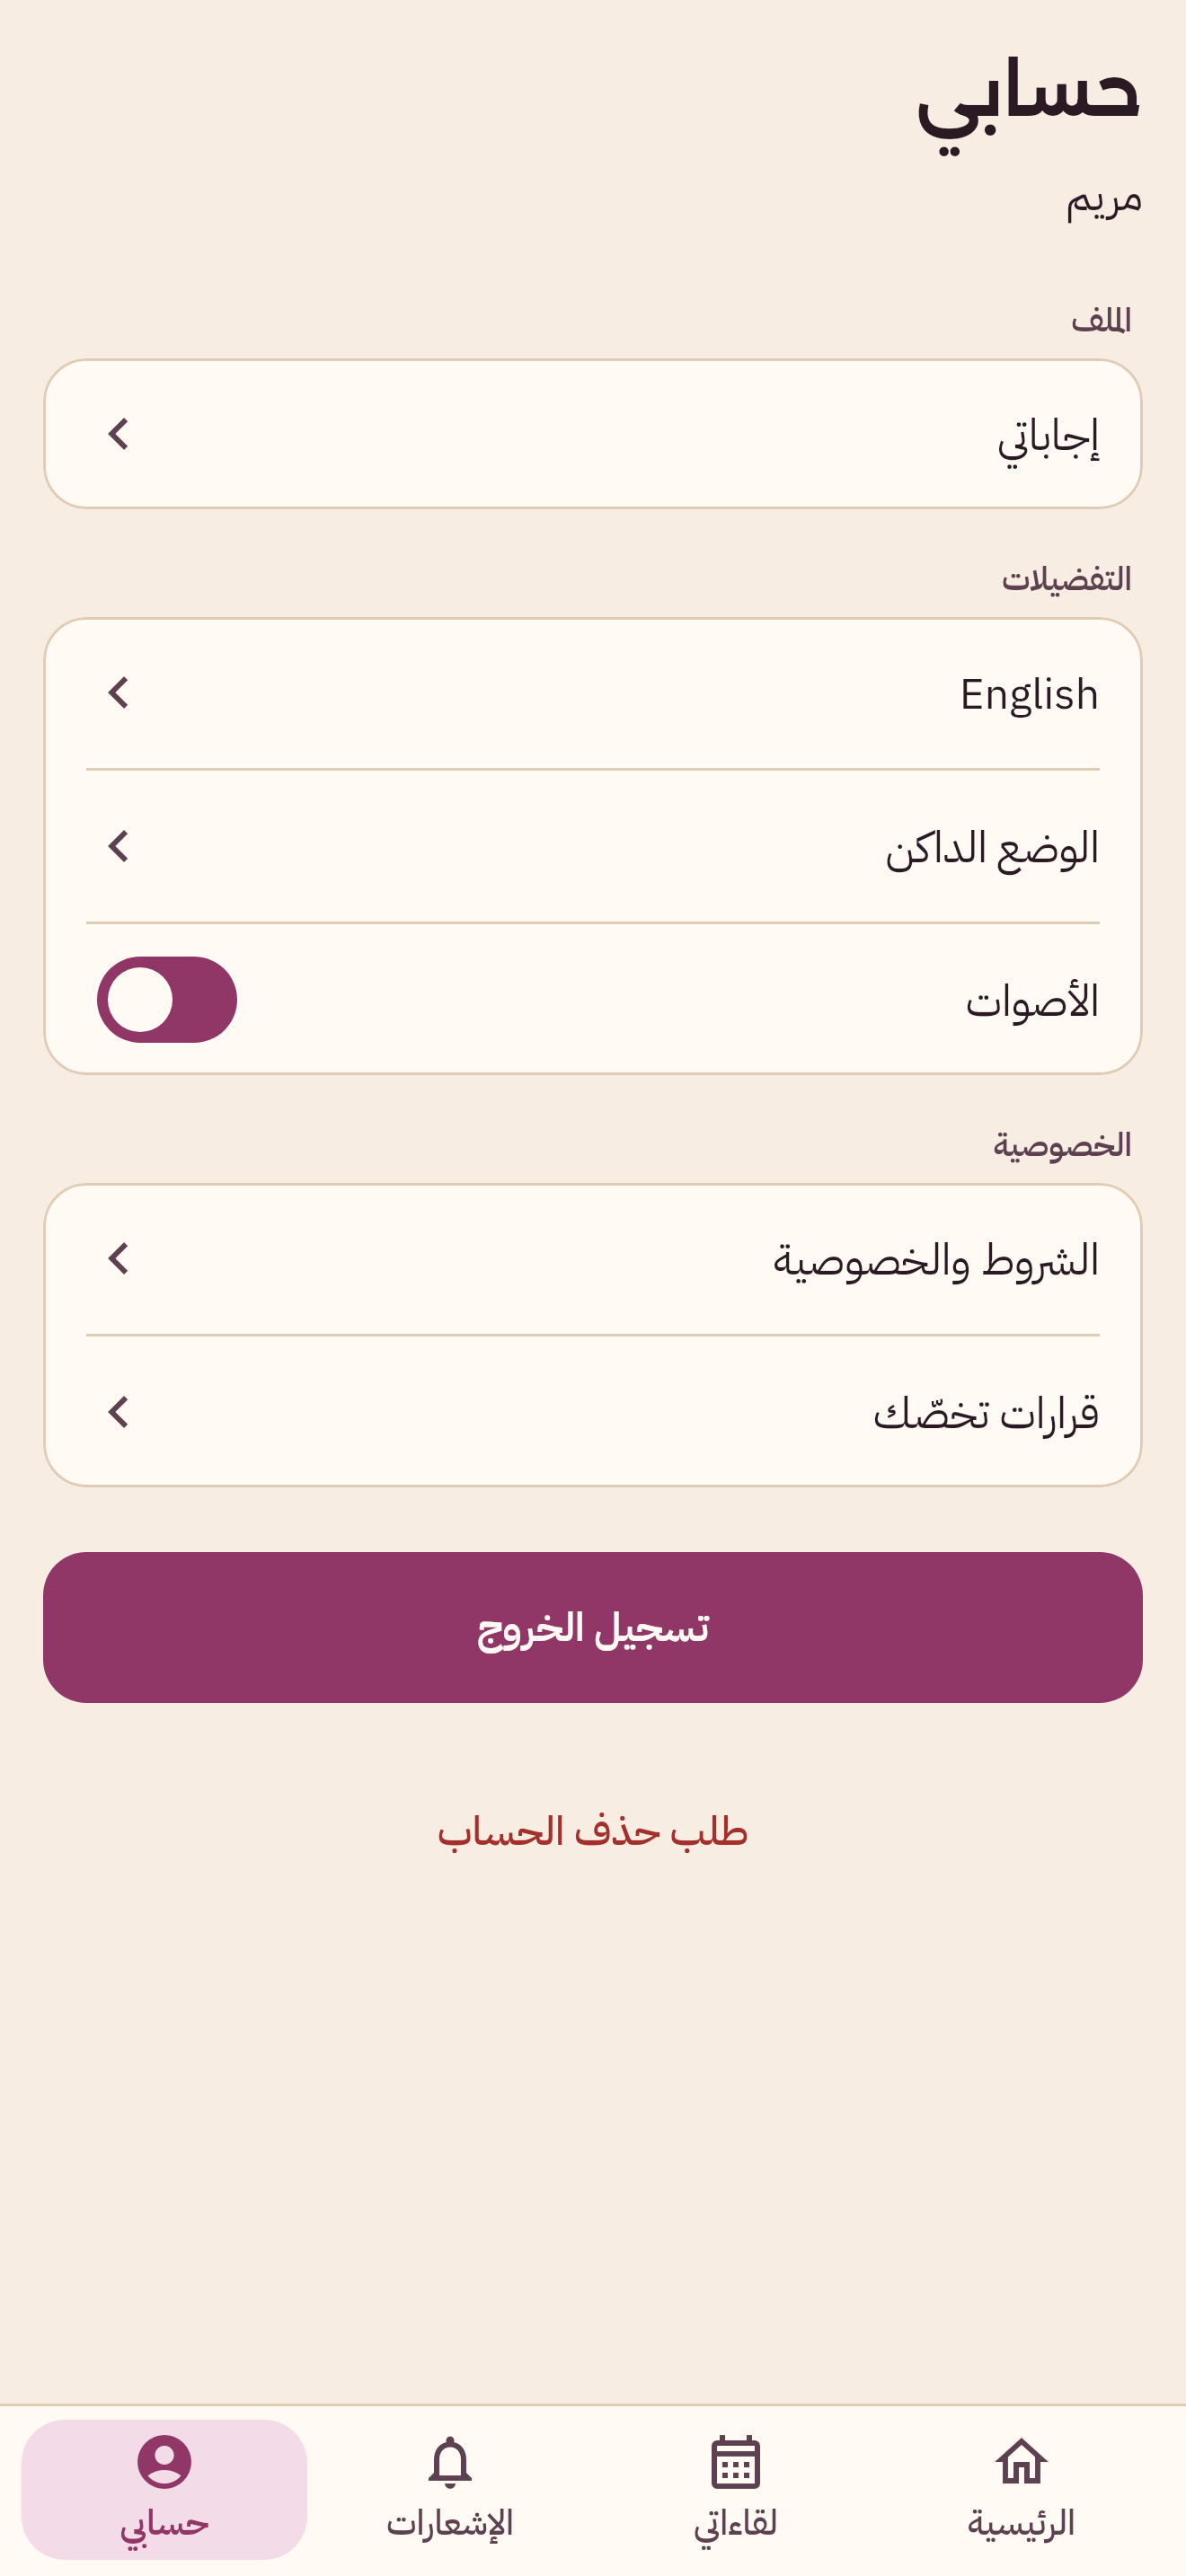 حسابي
مريم
الملف
إجاباتي
التفضيلات
English
الوضع الداكن
الأصوات
الخصوصية
الشروط والخصوصية
قرارات تخصّك
تسجيل الخروج
طلب حذف الحساب
الرئيسية
لقاءاتي
الإشعارات
حسابي